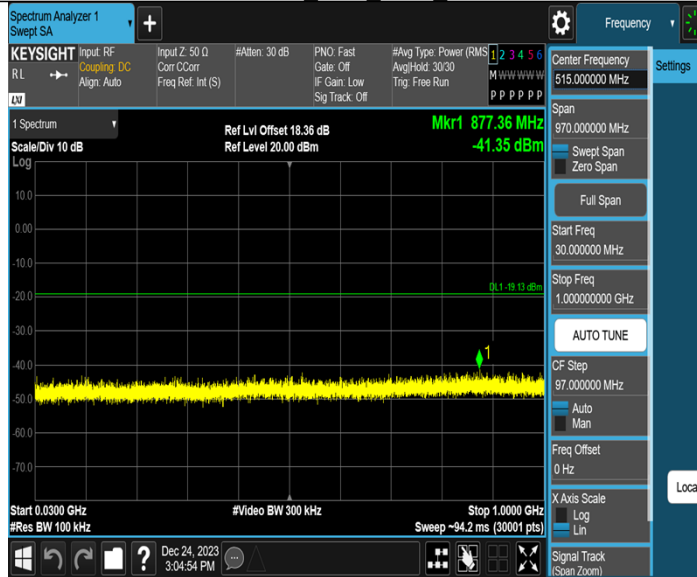 Spectrum Analyzer 1
Swept SA
+
Frequency
KEYSIGHT
RL
LXI
Input: RF
Coupling: DC
Align: Auto
Input Z: 50 Ω
Corr CCorr
Freq Ref: Int (S)
#Atten: 30 dB
PNO: Fast
Gate: Off
IF Gain: Low
Sig Track: Off
#Avg Type: Power (RMS
Avg|Hold: 30/30
Trig: Free Run
1 2 3 4 5 6
M W W W W W
P P P P P P
1 Spectrum
Scale/Div 10 dB
Log
Ref Lvl Offset 18.36 dB
Ref Level 20.00 dBm
Mkr1 877.36 MHz
-41.35 dBm
10.0
0.00
-10.0
-20.0
-30.0
-40.0
-50.0
-60.0
-70.0
DL1 -19.13 dBm
1
Start 0.0300 GHz
#Res BW 100 kHz
#Video BW 300 kHz
Stop 1.0000 GHz
Sweep ~94.2 ms (30001 pts)
Dec 24, 2023
3:04:54 PM
?
Center Frequency
515.000000 MHz
Settings
Span
970.000000 MHz
Swept Span
Zero Span
Full Span
Start Freq
30.000000 MHz
Stop Freq
1.000000000 GHz
AUTO TUNE
CF Step
97.000000 MHz
Auto
Man
Freq Offset
0 Hz
X Axis Scale
Log
Lin
Signal Track
(Span Zoom)
Loca